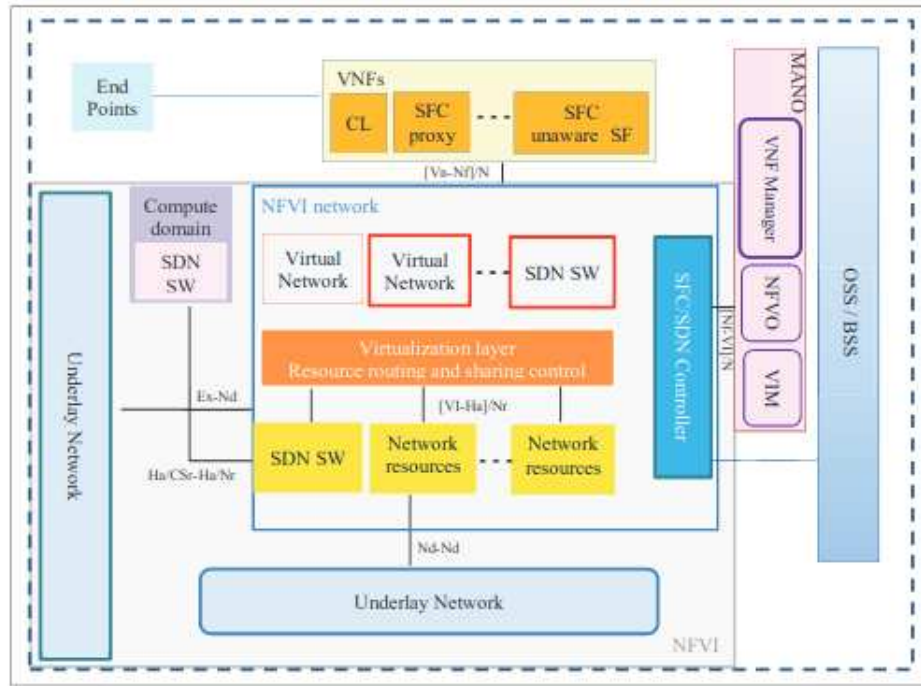 End
Points
VNFs
CL
SFC
proxy
SFC
unaware SF
[Vn-Nf]/N
MANO
VNF Manager
NFVO
VIM
OSS / BSS
Compute
domain
SDN
SW
NFVI network
Virtual
Network
Virtual
Network
SDN SW
SFC/SDN Controller
[Nf-VI]/N
Underlay Network
Virtualization layer
Resource routing and sharing control
Ex-Nd
[VI-Ha]/Nr
SDN SW
Network
resources
Network
resources
Ha/CSr-Ha/Nr
Nd-Nd
Underlay Network
NFVI